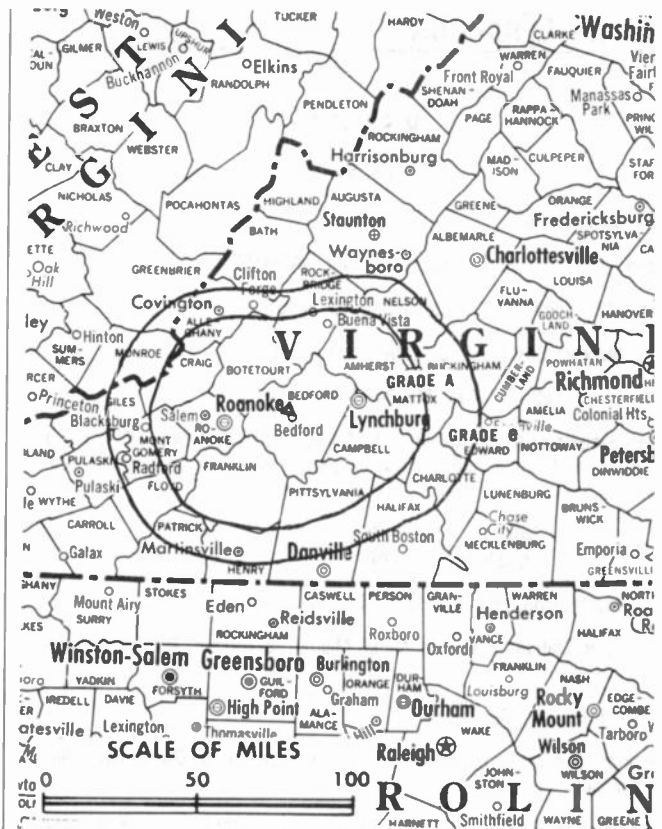 Weston
TUCKER
HARDY
CLARKE
Washin
GILMER
LEWIS
UPSHUR
Buckhannon
Elkins
WARREN
Front Royal
FAUQUIER
RANDOLPH
PENDLETON
SHENAN-
DOAH
RAPPA-
HANNOCK
Manassas
Park
PAGE
BRAXTON
WEBSTER
ROCKINGHAM
Harrisonburg
MAD-
ISON
CULPEPER
CLAY
NICHOLAS
POCAHONTAS
HIGHLAND
AUGUSTA
GREENE
ORANGE
Fredericksburg
Richwood
BATH
Staunton
ALBEMARLE
SPOTSYLVA-
NIA
Waynes-
boro
Charlottesville
Oak
Hill
GREENBRIER
Clifton
Forge
ROCK-
BRIDGE
LOUISA
Covington
ALLE-
GHANY
Lexington
NELSON
FLU-
VANNA
HANOVER
Buena Vista
GOOCH-
LAND
Hinton
SUM-
MERS
MONROE
CRAIG
VIRGINI
BOTETOURT
AMHERST
BUCKINGHAM
CUMBER-
LAND
POWHATAN
GRADE A
Richmond
Princeton
GILES
BEDFORD
MATTOX
CHESTERFIELD
AMELIA
Colonial Hts.
Blacksburg
Salem
Roanoke
Lynchburg
RO-
ANOKE
Bedford
GRADE B
MONT
GOMERY
EDWARD
NOTTOWAY
Petersb
PULASKI
Radford
FRANKLIN
CAMPBELL
DINWIDDIE
Pulaski
FLOYD
CHARLOTTE
WYTHE
PITTSYLVANIA
LUNENBURG
HALIFAX
BRUNS-
WICK
CARROLL
PATRICK
Chase
City
Galax
Martinsville
Danville
South Boston
MECKLENBURG
Emporia
HENRY
GREENSVILLE
STOKES
CASWELL
PERSON
GRAN-
VILLE
WARREN
Mount Airy
SURRY
Eden
Reidsville
Henderson
ROCKINGHAM
Roxboro
VANCE
HALIFAX
Oxford
Winston-Salem
Greensboro
Burlington
FRANKLIN
NASH
YADKIN
FORSYTH
GUIL-
FORD
ORANGE
DUR-
HAM
Louisburg
EDGE-
COMBE
IREDELL
DAVIE
High Point
Graham
Durham
Rocky
Mount
ALA-
MANCE
Lexington
Thomasville
Hill
WAKE
Tarboro
SCALE OF MILES
Raleigh
Wilson
WILSON
0 50 100
JOHN-
STON
ROLIN
Smithfield
HARNETT
WAYNE
GREENE